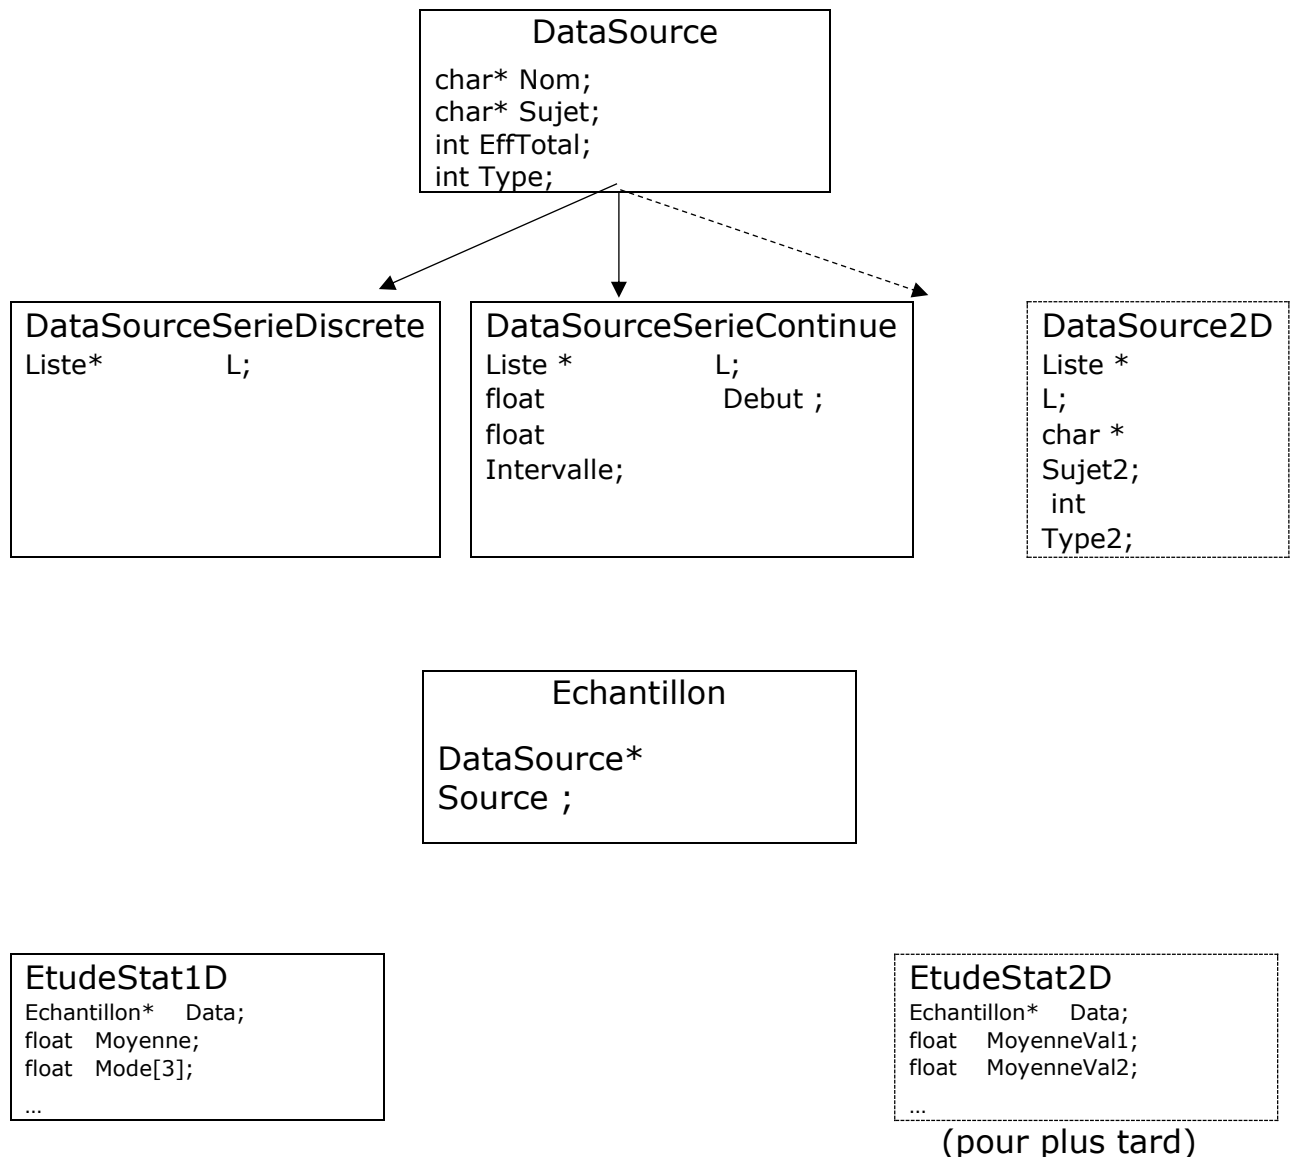 DataSource
char* Nom;
char* Sujet;
int EffTotal;
int Type;
DataSourceSerieDiscrete
Liste* L;
DataSourceSerieContinue
Liste * L;
float Debut ;
float
Intervalle;
DataSource2D
Liste *
L;
char *
Sujet2;
int
Type2;
Echantillon
DataSource*
Source ;
EtudeStat1D
Echantillon* Data;
float Moyenne;
float Mode[3];
...
EtudeStat2D
Echantillon* Data;
float MoyenneVal1;
float MoyenneVal2;
...
(pour plus tard)